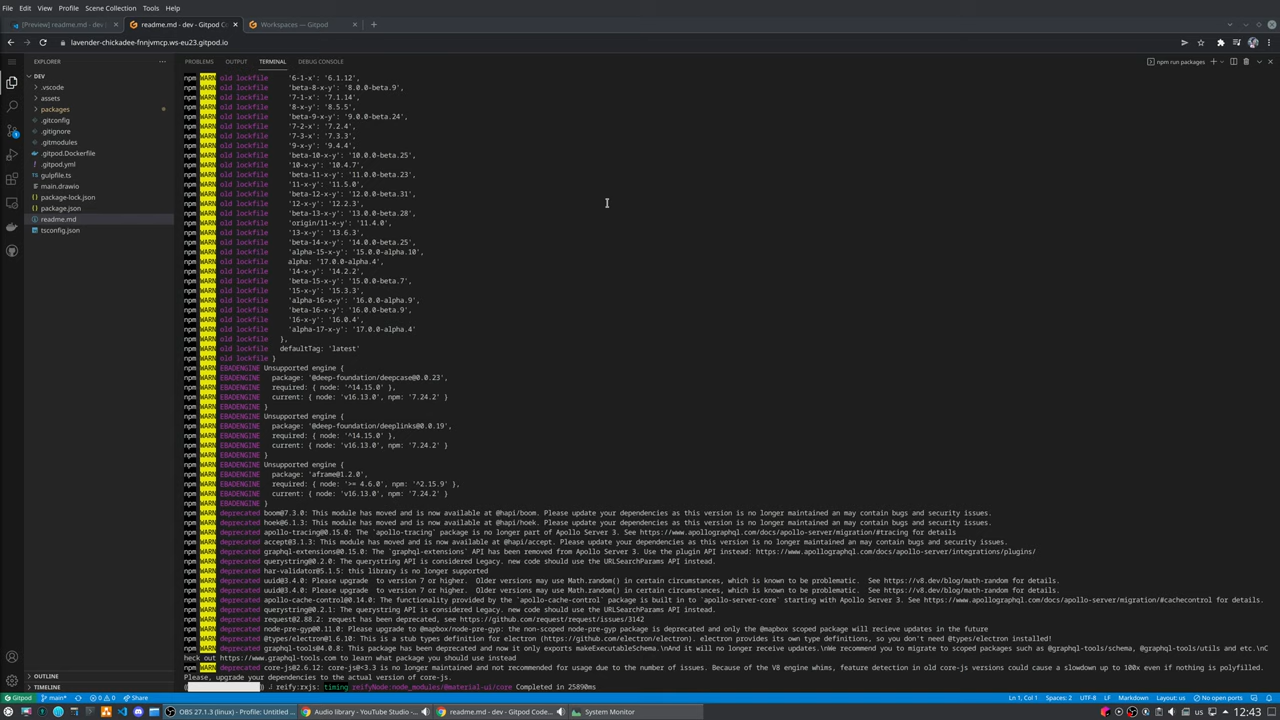 File Edit View Profile Tools Help
[Preview] readme.md - dev
readme.md - dev - Gitpod C
Workspaces — Gitpod
lavender-chickadee-fnnjvmcp.ws-eu23.gitpod.io
EXPLORER
PROBLEMS OUTPUT TERMINAL DEBUG CONSOLE
npm run packages
DEV
.vscode
assets
packages
.gitconfig
.gitignore
.gitmodules
.gitpod.Dockerfile
.gitpod.yml
gulpfile.ts
main.drawio
package-lock.json
package.json
readme.md
tsconfig.json
OUTLINE
TIMELINE
npm WARN old lockfile '6-1-x': '6.1.12',
npm WARN old lockfile 'beta-8-x-y': '8.0.0-beta.9',
npm WARN old lockfile '7-1-x': '7.1.14',
npm WARN old lockfile '8-x-y': '8.5.5',
npm WARN old lockfile 'beta-9-x-y': '9.0.0-beta.24',
npm WARN old lockfile '7-2-x': '7.2.4',
npm WARN old lockfile '7-3-x': '7.3.3',
npm WARN old lockfile '9-x-y': '9.4.4',
npm WARN old lockfile 'beta-10-x-y': '10.0.0-beta.25',
npm WARN old lockfile '10-x-y': '10.4.7',
npm WARN old lockfile 'beta-11-x-y': '11.0.0-beta.23',
npm WARN old lockfile '11-x-y': '11.5.0',
npm WARN old lockfile 'beta-12-x-y': '12.0.0-beta.31',
npm WARN old lockfile '12-x-y': '12.2.3',
npm WARN old lockfile 'beta-13-x-y': '13.0.0-beta.28',
npm WARN old lockfile 'origin/11-x-y': '11.4.0',
npm WARN old lockfile '13-x-y': '13.6.3',
npm WARN old lockfile 'beta-14-x-y': '14.0.0-beta.25',
npm WARN old lockfile 'alpha-15-x-y': '15.0.0-alpha.10',
npm WARN old lockfile alpha: '17.0.0-alpha.4',
npm WARN old lockfile '14-x-y': '14.2.2',
npm WARN old lockfile 'beta-15-x-y': '15.0.0-beta.7',
npm WARN old lockfile '15-x-y': '15.3.3',
npm WARN old lockfile 'alpha-16-x-y': '16.0.0-alpha.9',
npm WARN old lockfile 'beta-16-x-y': '16.0.0-beta.9',
npm WARN old lockfile '16-x-y': '16.0.4',
npm WARN old lockfile 'alpha-17-x-y': '17.0.0-alpha.4'
npm WARN old lockfile },
npm WARN old lockfile defaultTag: 'latest'
npm WARN old lockfile }
npm WARN EBADENGINE Unsupported engine {
npm WARN EBADENGINE package: '@deep-foundation/deepcase@0.0.23',
npm WARN EBADENGINE required: { node: '^14.15.0' },
npm WARN EBADENGINE current: { node: 'v16.13.0', npm: '7.24.2' }
npm WARN EBADENGINE }
npm WARN EBADENGINE Unsupported engine {
npm WARN EBADENGINE package: '@deep-foundation/deeplinks@0.0.19',
npm WARN EBADENGINE required: { node: '^14.15.0' },
npm WARN EBADENGINE current: { node: 'v16.13.0', npm: '7.24.2' }
npm WARN EBADENGINE }
npm WARN EBADENGINE Unsupported engine {
npm WARN EBADENGINE package: 'aframe@1.2.0',
npm WARN EBADENGINE required: { node: '>= 4.6.0', npm: '^2.15.9' },
npm WARN EBADENGINE current: { node: 'v16.13.0', npm: '7.24.2' }
npm WARN EBADENGINE }
npm WARN deprecated boom@7.3.0: This module has moved and is now available at @hapi/boom. Please update your dependencies as this version is no longer maintained an may contain bugs and security issues.
npm WARN deprecated hoek@6.1.3: This module has moved and is now available at @hapi/hoek. Please update your dependencies as this version is no longer maintained an may contain bugs and security issues.
npm WARN deprecated apollo-tracing@0.15.0: The `apollo-tracing` package is no longer part of Apollo Server 3. See https://www.apollographql.com/docs/apollo-server/migration/#tracing for details
npm WARN deprecated accept@3.1.3: This module has moved and is now available at @hapi/accept. Please update your dependencies as this version is no longer maintained an may contain bugs and security issues.
npm WARN deprecated graphql-extensions@0.15.0: The `graphql-extensions` API has been removed from Apollo Server 3. Use the plugin API instead: https://www.apollographql.com/docs/apollo-server/integrations/plugins/
npm WARN deprecated querystring@0.2.0: The querystring API is considered Legacy. new code should use the URLSearchParams API instead.
npm WARN deprecated har-validator@5.1.5: this library is no longer supported
npm WARN deprecated uuid@3.4.0: Please upgrade to version 7 or higher. Older versions may use Math.random() in certain circumstances, which is known to be problematic. See https://v8.dev/blog/math-random for details.
npm WARN deprecated uuid@3.4.0: Please upgrade to version 7 or higher. Older versions may use Math.random() in certain circumstances, which is known to be problematic. See https://v8.dev/blog/math-random for details.
npm WARN deprecated apollo-cache-control@0.14.0: The functionality provided by the `apollo-cache-control` package is built in to `apollo-server-core` starting with Apollo Server 3. See https://www.apollographql.com/docs/apollo-server/migration/#cachecontrol for details.
npm WARN deprecated querystring@0.2.1: The querystring API is considered Legacy. new code should use the URLSearchParams API instead.
npm WARN deprecated request@2.88.2: request has been deprecated, see https://github.com/request/request/issues/3142
npm WARN deprecated node-pre-gyp@0.11.0: Please upgrade to @mapbox/node-pre-gyp: the non-scoped node-pre-gyp package is deprecated and only the @mapbox scoped package will recieve updates in the future
npm WARN deprecated @types/electron@1.6.10: This is a stub types definition for electron (https://github.com/electron/electron). electron provides its own type definitions, so you don't need @types/electron installed!
npm WARN deprecated graphql-tools@4.0.8: This package has been deprecated and now it only exports makeExecutableSchema.\nAnd it will no longer receive updates.\nWe recommend you to migrate to scoped packages such as @graphql-tools/schema, @graphql-tools/utils and etc.\nC
heck out https://www.graphql-tools.com to learn what package you should use instead
npm WARN deprecated core-js@2.6.12: core-js@<3.3 is no longer maintained and not recommended for usage due to the number of issues. Because of the V8 engine whims, feature detection in old core-js versions could cause a slowdown up to 100x even if nothing is polyfilled.
Please, upgrade your dependencies to the actual version of core-js.
reify:rxjs: timing reifyNode:node_modules/@material-ui/core Completed in 25890ms
Gitpod main* Share
Ln 1, Col 1 Spaces: 2 UTF-8 LF Markdown Layout: us No open ports
OBS 27.1.3 (linux) - Profile: Untitled ...
Audio library - YouTube Studio - ...
readme.md - dev - Gitpod Code...
System Monitor
us
12:43